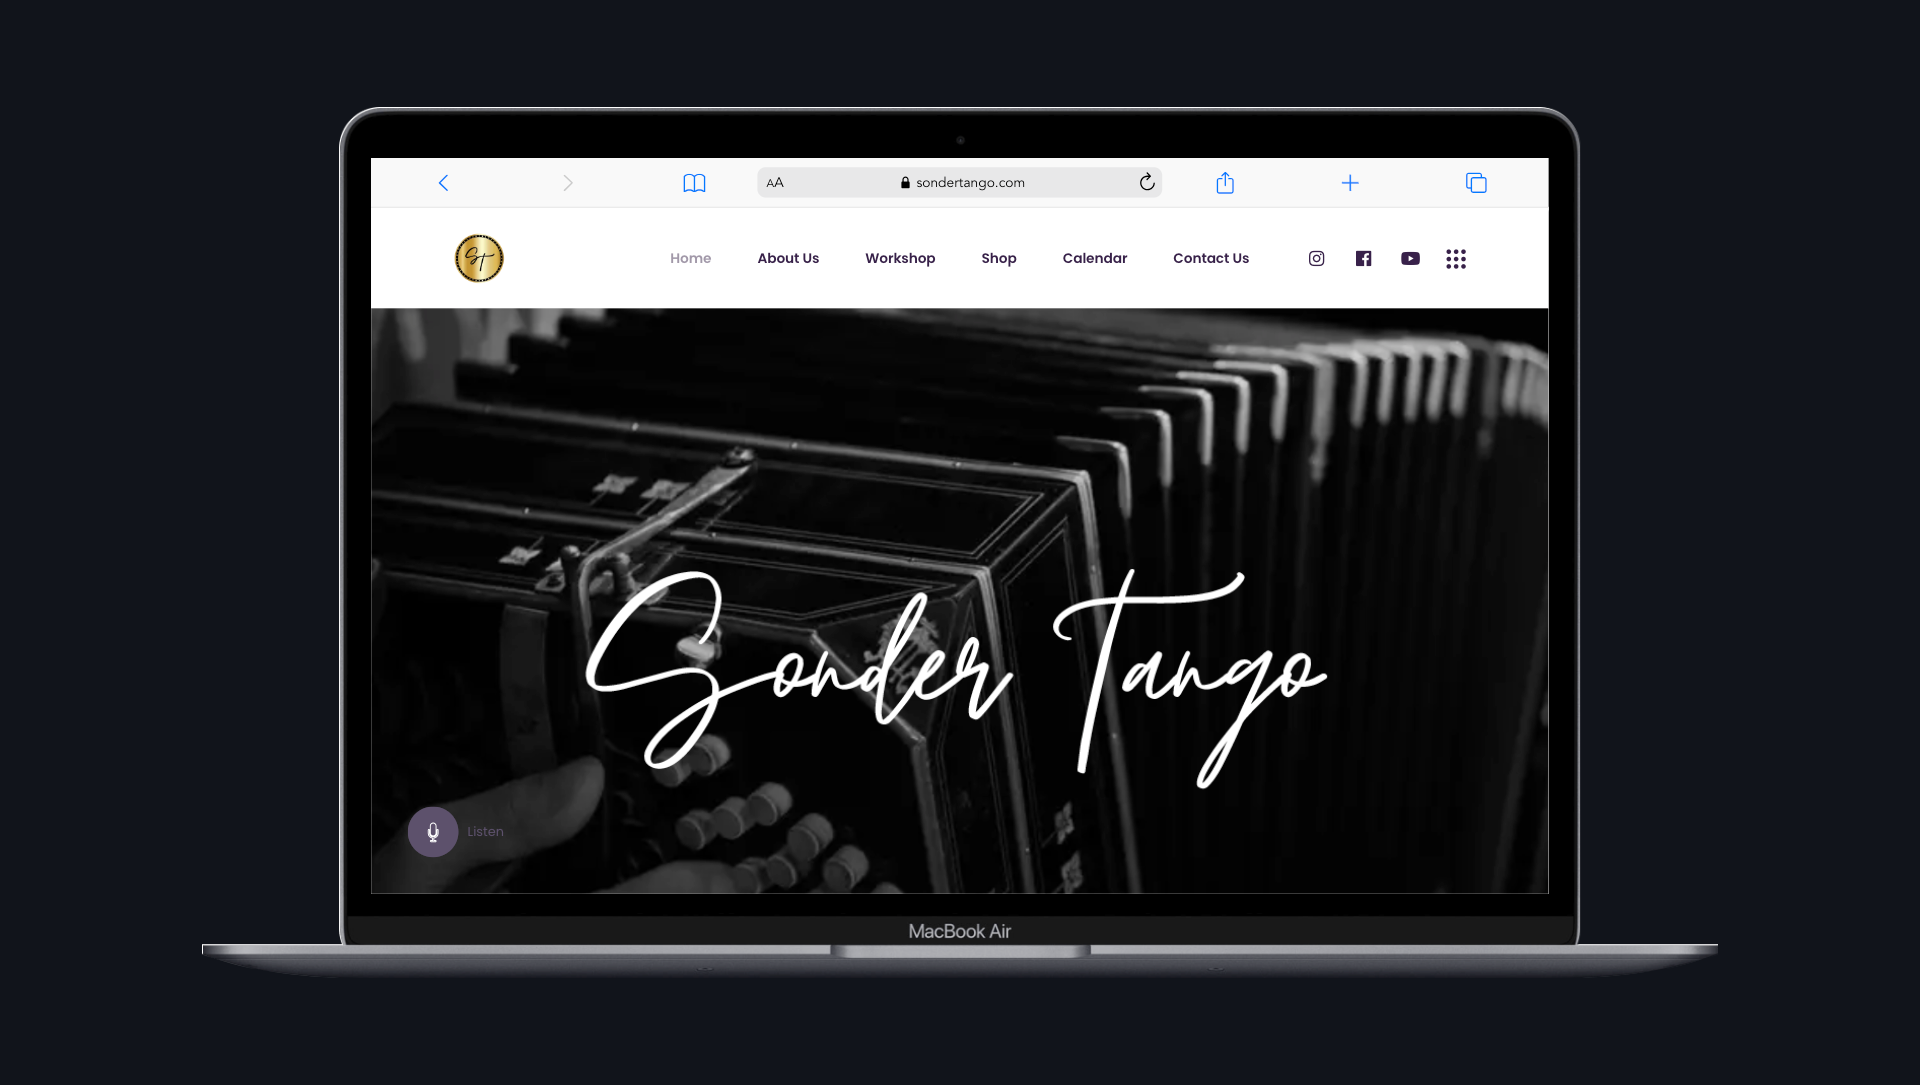 AA sondertango.com
ST
Home About Us Workshop Shop Calendar Contact Us
Sonder Tango
Listen
MacBook Air